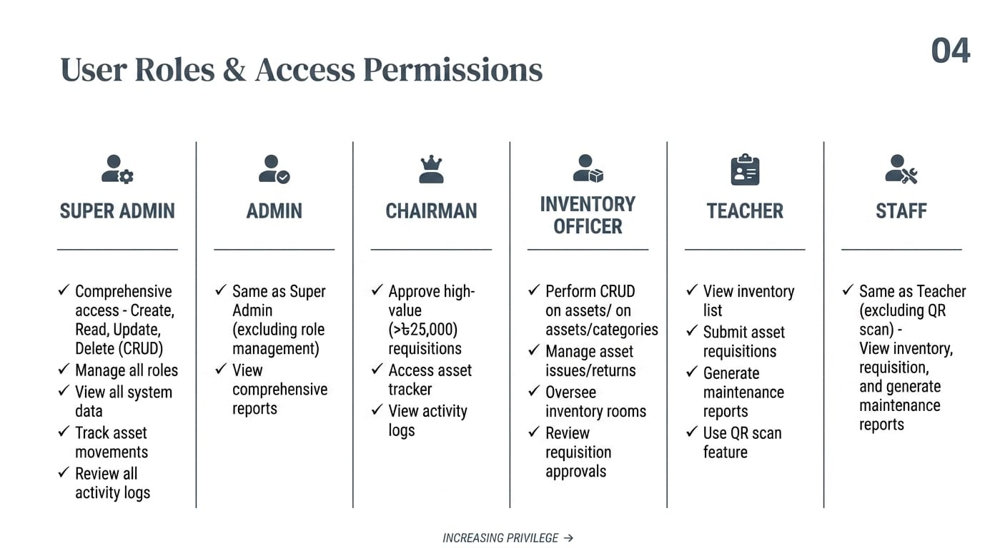 User Roles & Access Permissions
04
SUPER ADMIN
✓ Comprehensive
access - Create,
Read, Update,
Delete (CRUD)
✓ Manage all roles
✓ View all system
data
✓ Track asset
movements
✓ Review all
activity logs
ADMIN
✓ Same as Super
Admin
(excluding role
management)
✓ View
comprehensive
reports
CHAIRMAN
✓ Approve high-
value
(>৳25,000)
requisitions
✓ Access asset
tracker
✓ View activity
logs
INVENTORY
OFFICER
✓ Perform CRUD
on assets/ on
assets/categories
✓ Manage asset
issues/returns
✓ Oversee
inventory rooms
✓ Review
requisition
approvals
TEACHER
✓ View inventory
list
✓ Submit asset
requisitions
✓ Generate
maintenance
reports
✓ Use QR scan
feature
STAFF
✓ Same as Teacher
(excluding QR
scan) -
View inventory,
requisition,
and generate
maintenance
reports
INCREASING PRIVILEGE →